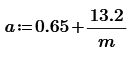 a := 0.65 + 13.2/m